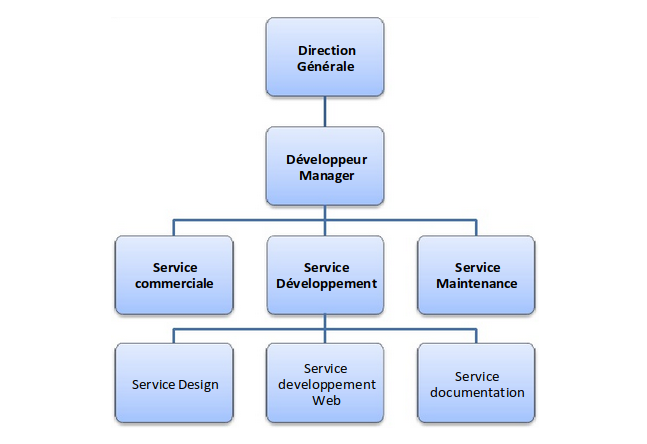 Direction
Générale
Développeur
Manager
Service
commerciale
Service
Développement
Service
Maintenance
Service Design
Service
developpement
Web
Service
documentation